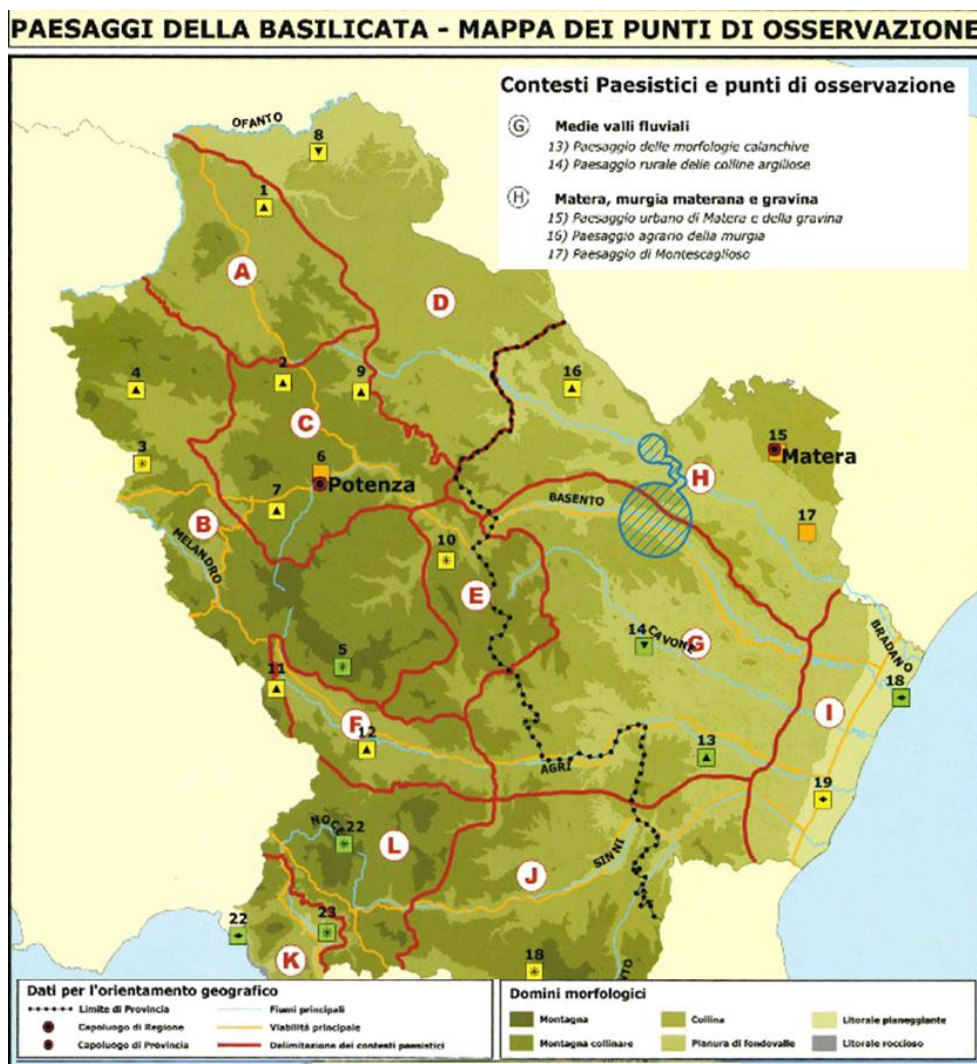 PAESAGGI DELLA BASILICATA - MAPPA DEI PUNTI DI OSSERVAZIONE
Contesti Paesistici e punti di osservazione
G Medie valli fluviali
13) Paesaggio delle morfologie calanchive
14) Paesaggio rurale delle colline argillose
H Matera, murgia materana e gravina
15) Paesaggio urbano di Matera e della gravina
16) Paesaggio agrario della murgia
17) Paesaggio di Montescaglioso
OFANTO
8
1
A
D
4
2
9
16
C
3
6
Potenza
15
Matera
H
7
B
BASENTO
17
MELANDRO
10
E
14
CAVONE
G
BRADANO
5
11
18
I
F
12
13
AGRI
19
22
L
SINNI
J
22
23
K
18
Dati per l'orientamento geografico
Limite di Provincia
Fiumi principali
Capoluogo di Regione
Viabilità principale
Capoluogo di Provincia
Delimitazione dei contesti paesistici
Domini morfologici
Montagna
Collina
Litorale pianeggiante
Montagna collinare
Pianura di fondovalle
Litorale roccioso